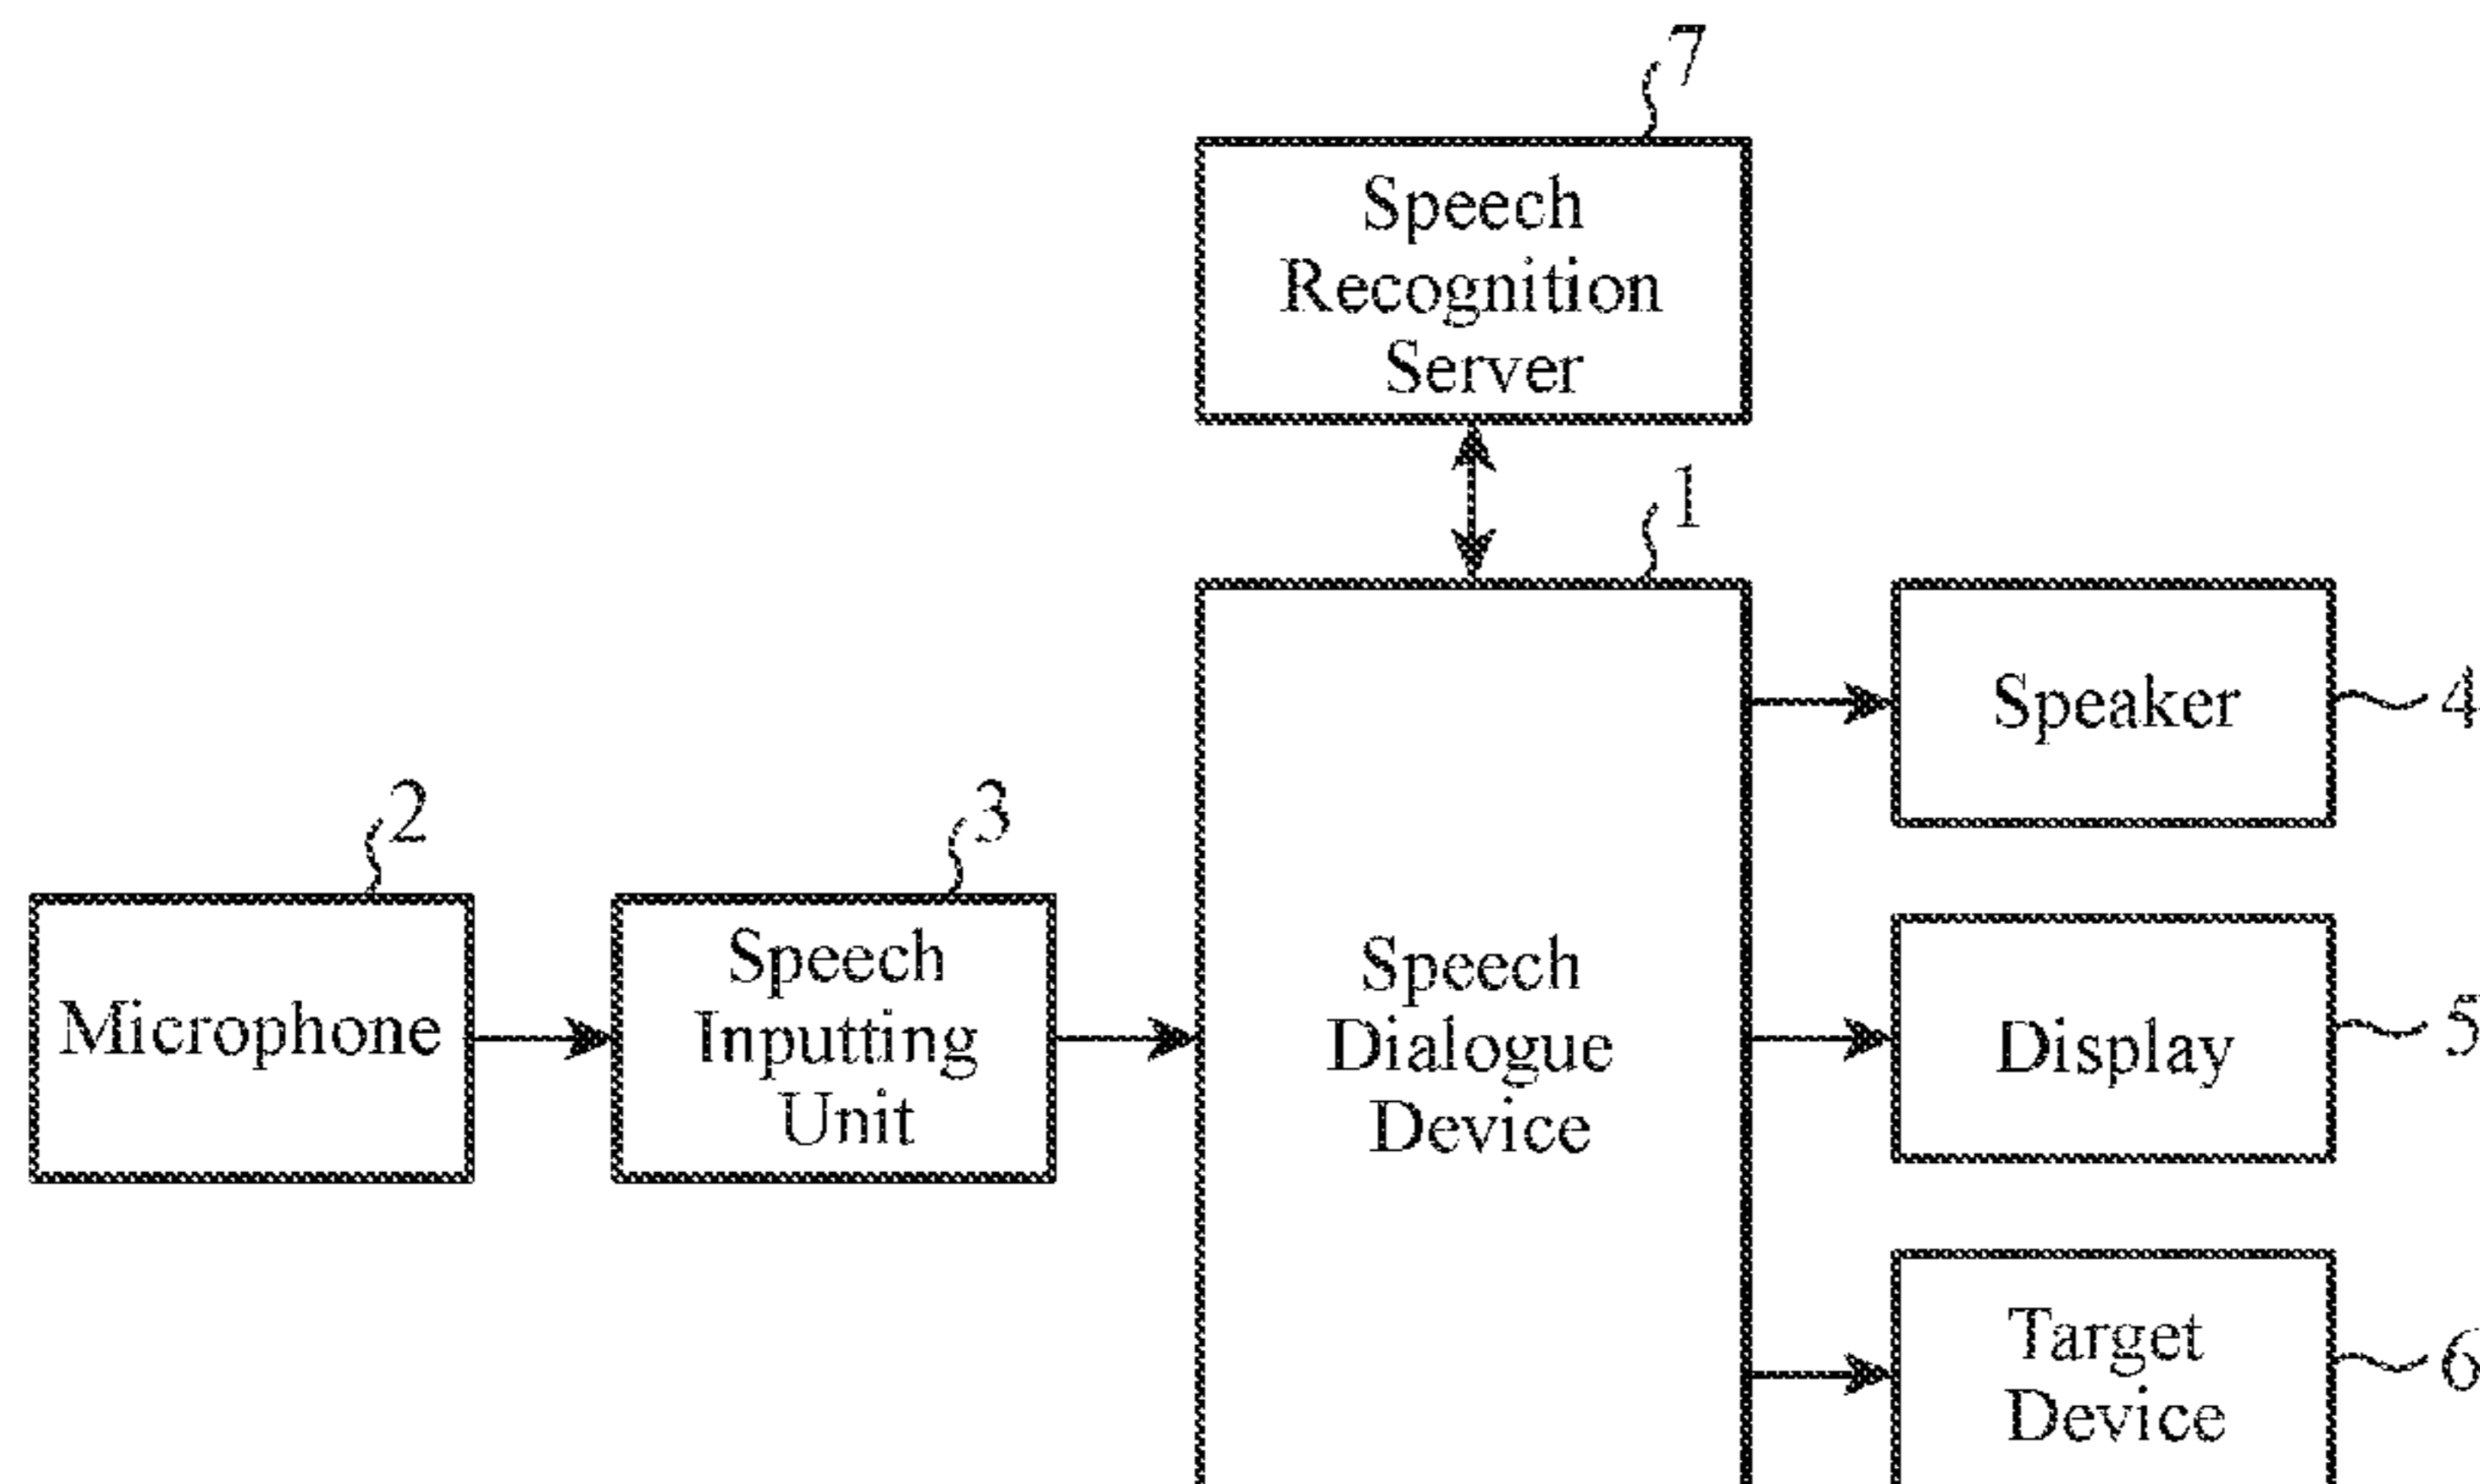 7
Speech
Recognition
Server
1
Speaker
4
2
3
Microphone
Speech
Inputting
Unit
Speech
Dialogue
Device
Display
5
Target
Device
6